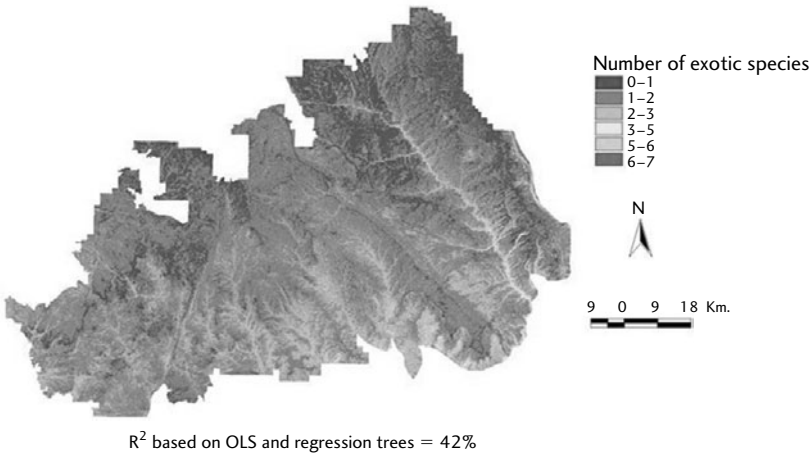 Number of exotic species
0–1
1–2
2–3
3–5
5–6
6–7
N
9 0 9 18 Km.
R² based on OLS and regression trees = 42%